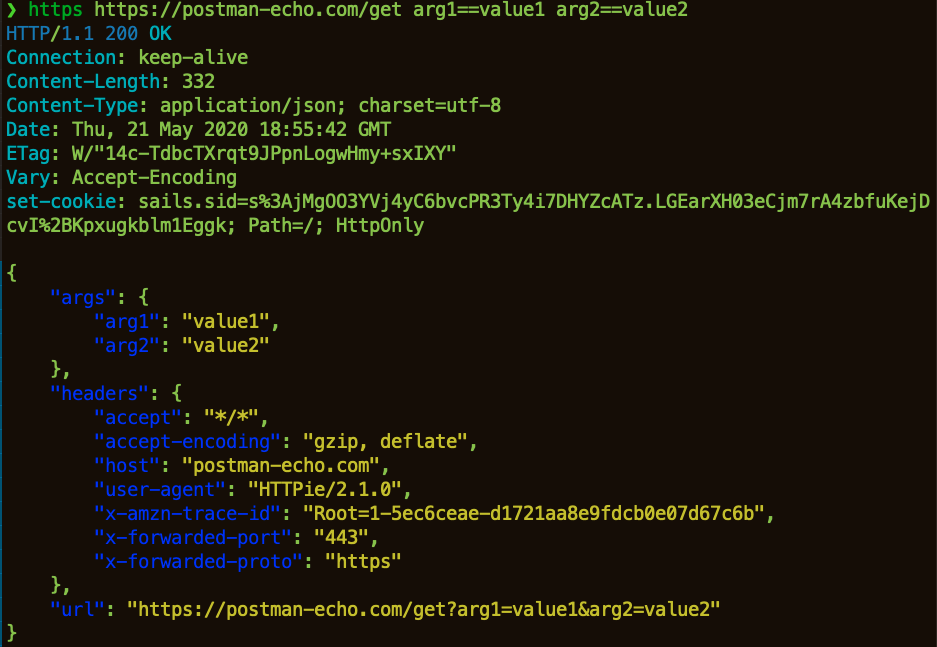 ❯ https https://postman-echo.com/get arg1==value1 arg2==value2
HTTP/1.1 200 OK
Connection: keep-alive
Content-Length: 332
Content-Type: application/json; charset=utf-8
Date: Thu, 21 May 2020 18:55:42 GMT
ETag: W/"14c-TdbcTXrqt9JPpnLogwHmy+sxIXY"
Vary: Accept-Encoding
set-cookie: sails.sid=s%3AjMgOO3YVj4yC6bvcPR3Ty4i7DHYZcATz.LGEarXH03eCjm7rA4zbfuKejD
cvI%2BKpxugkblm1Eggk; Path=/; HttpOnly

{
    "args": {
        "arg1": "value1",
        "arg2": "value2"
    },
    "headers": {
        "accept": "*/*",
        "accept-encoding": "gzip, deflate",
        "host": "postman-echo.com",
        "user-agent": "HTTPie/2.1.0",
        "x-amzn-trace-id": "Root=1-5ec6ceae-d1721aa8e9fdcb0e07d67c6b",
        "x-forwarded-port": "443",
        "x-forwarded-proto": "https"
    },
    "url": "https://postman-echo.com/get?arg1=value1&arg2=value2"
}